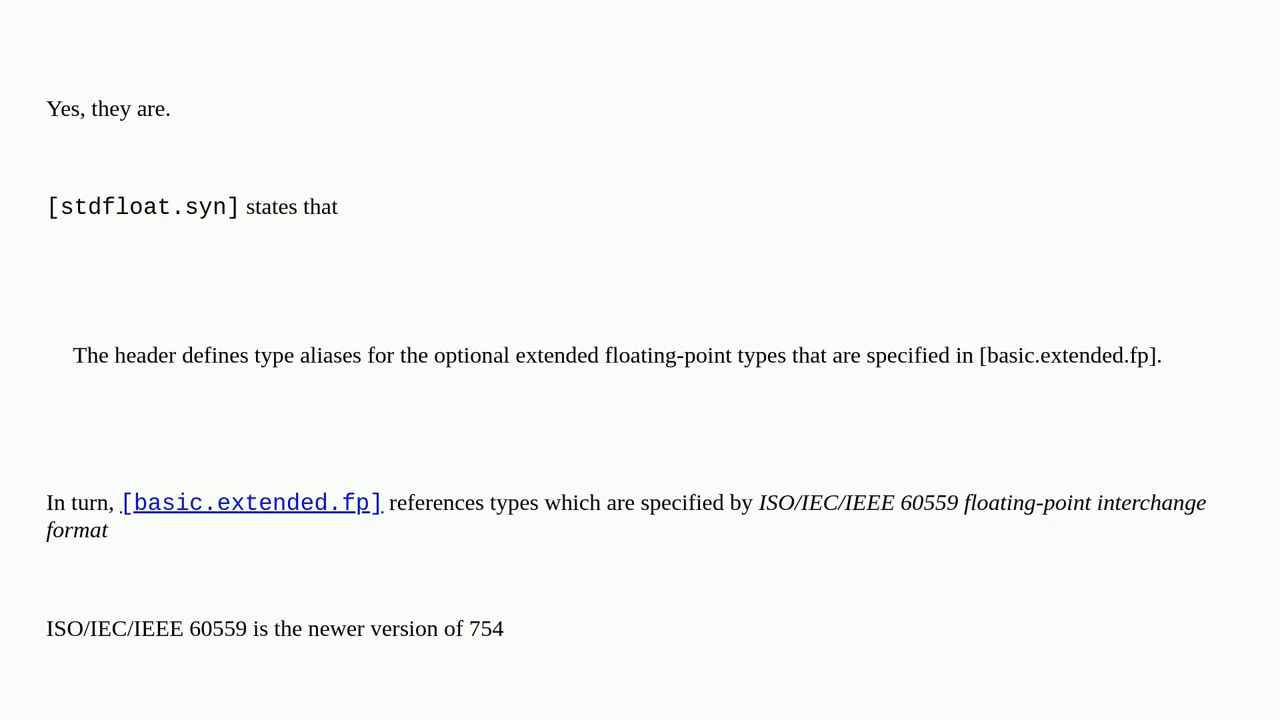 Yes, they are.
[stdfloat.syn] states that
The header defines type aliases for the optional extended floating-point types that are specified in [basic.extended.fp].
In turn, [basic.extended.fp] references types which are specified by ISO/IEC/IEEE 60559 floating-point interchange
format
ISO/IEC/IEEE 60559 is the newer version of 754